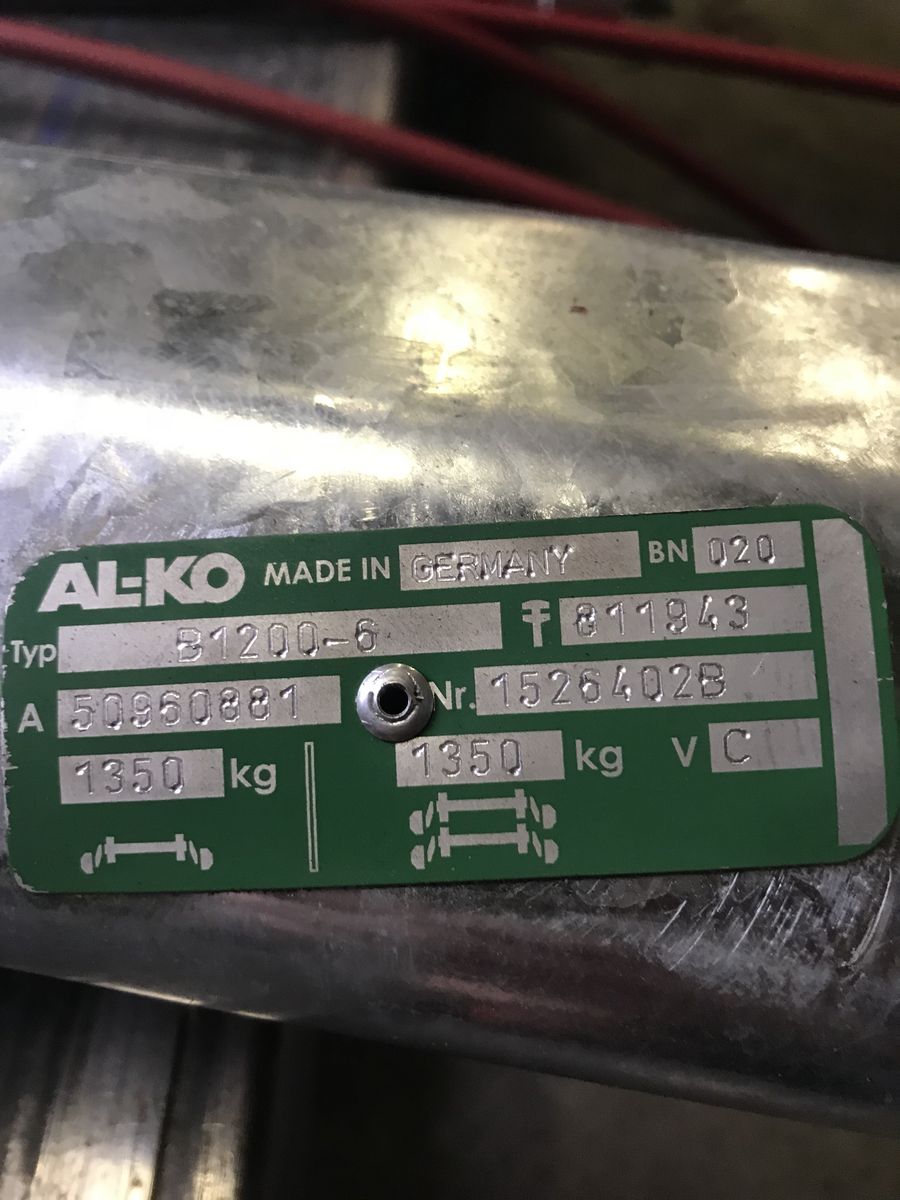 AL-KO MADE IN GERMANY BN 020
Typ B1200-6 811943
A 50960881 Nr. 1526402B
1350 kg 1350 kg V C